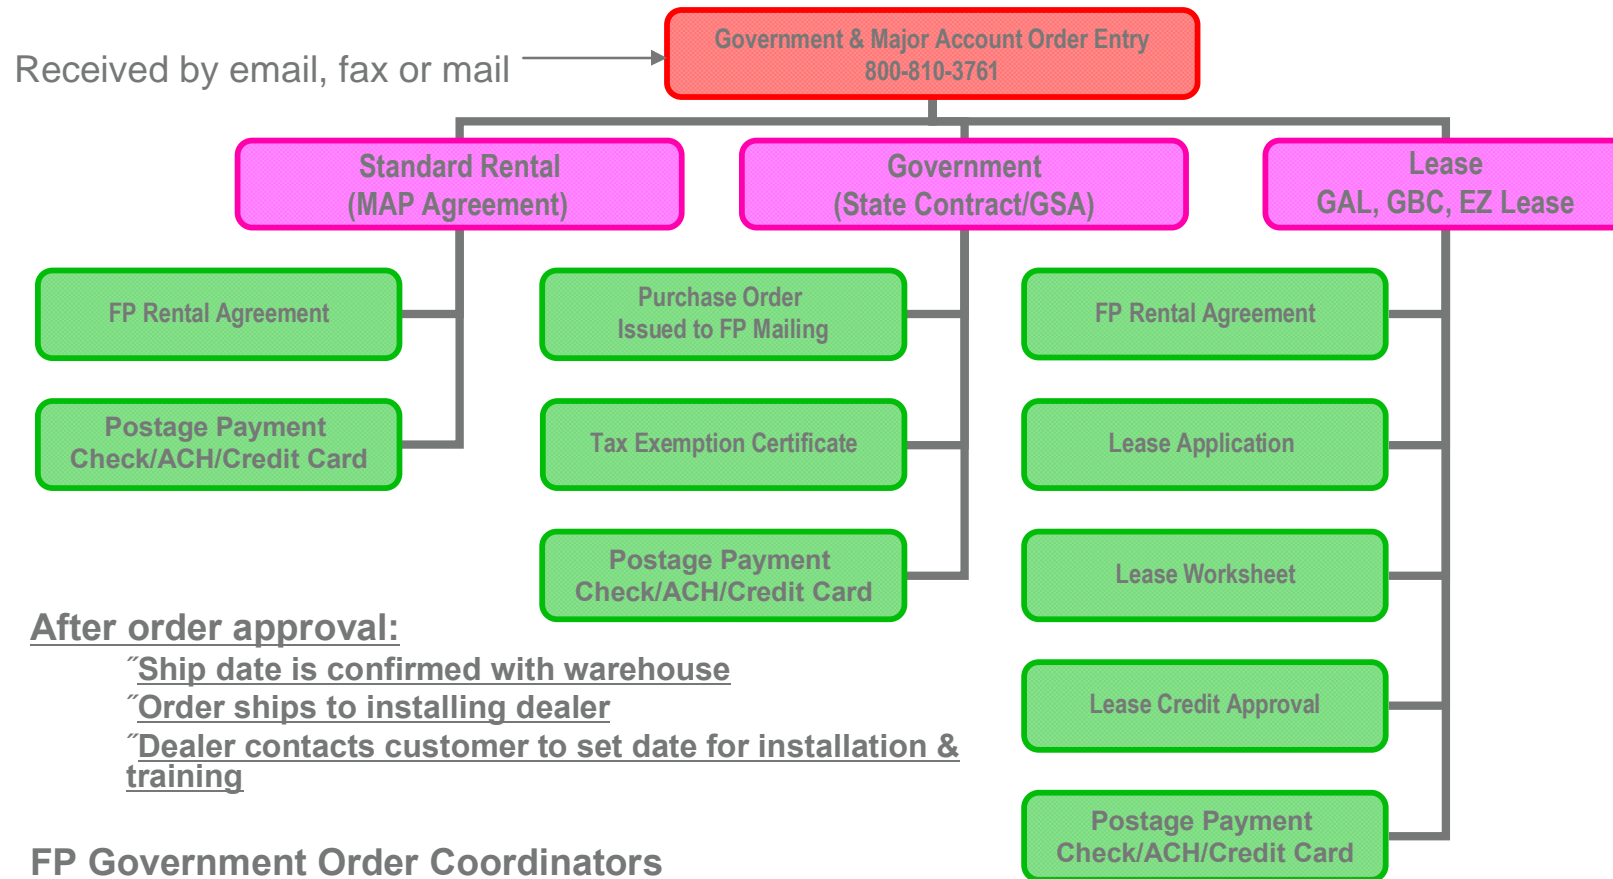 Government & Major Account Order Entry
800-810-3761
Received by email, fax or mail
Standard Rental
(MAP Agreement)
Government
(State Contract/GSA)
Lease
GAL, GBC, EZ Lease
FP Rental Agreement
Postage Payment
Check/ACH/Credit Card
Purchase Order
Issued to FP Mailing
Tax Exemption Certificate
Postage Payment
Check/ACH/Credit Card
FP Rental Agreement
Lease Application
Lease Worksheet
Lease Credit Approval
Postage Payment
Check/ACH/Credit Card
After order approval:
˝Ship date is confirmed with warehouse
˝Order ships to installing dealer
˝Dealer contacts customer to set date for installation &
training
FP Government Order Coordinators